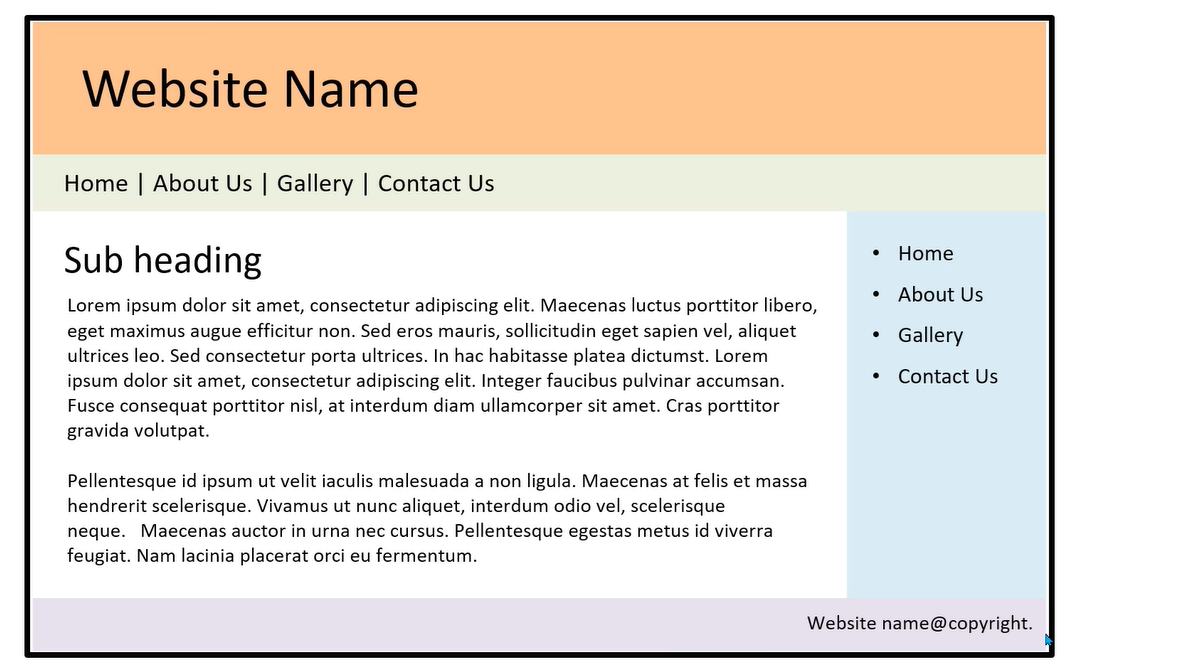 Website Name
Home | About Us | Gallery | Contact Us
Sub heading
Lorem ipsum dolor sit amet, consectetur adipiscing elit. Maecenas luctus porttitor libero,
eget maximus augue efficitur non. Sed eros mauris, sollicitudin eget sapien vel, aliquet
ultrices leo. Sed consectetur porta ultrices. In hac habitasse platea dictumst. Lorem
ipsum dolor sit amet, consectetur adipiscing elit. Integer faucibus pulvinar accumsan.
Fusce consequat porttitor nisl, at interdum diam ullamcorper sit amet. Cras porttitor
gravida volutpat.
Pellentesque id ipsum ut velit iaculis malesuada a non ligula. Maecenas at felis et massa
hendrerit scelerisque. Vivamus ut nunc aliquet, interdum odio vel, scelerisque
neque.   Maecenas auctor in urna nec cursus. Pellentesque egestas metus id viverra
feugiat. Nam lacinia placerat orci eu fermentum.
• Home
• About Us
• Gallery
• Contact Us
Website name@copyright.